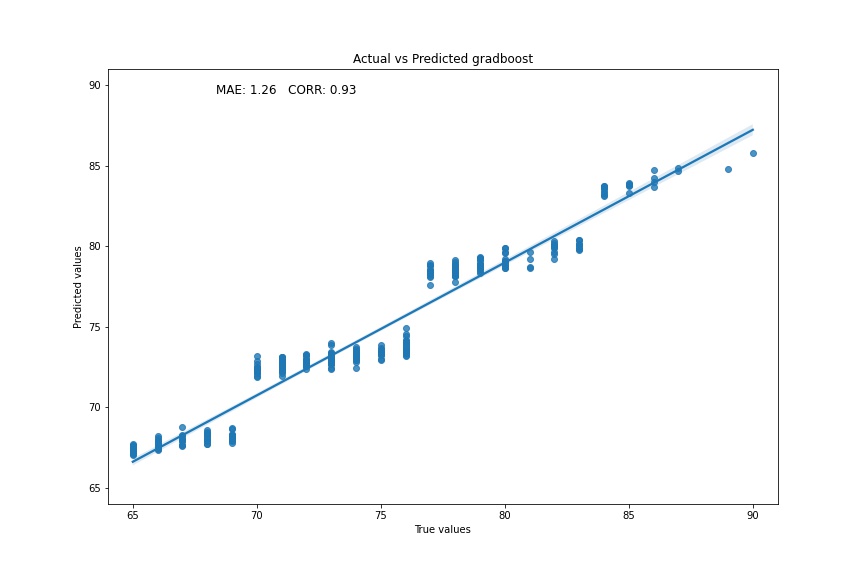 Actual vs Predicted gradboost
MAE: 1.26   CORR: 0.93
90
85
80
75
70
65
Predicted values
65 70 75 80 85 90
True values